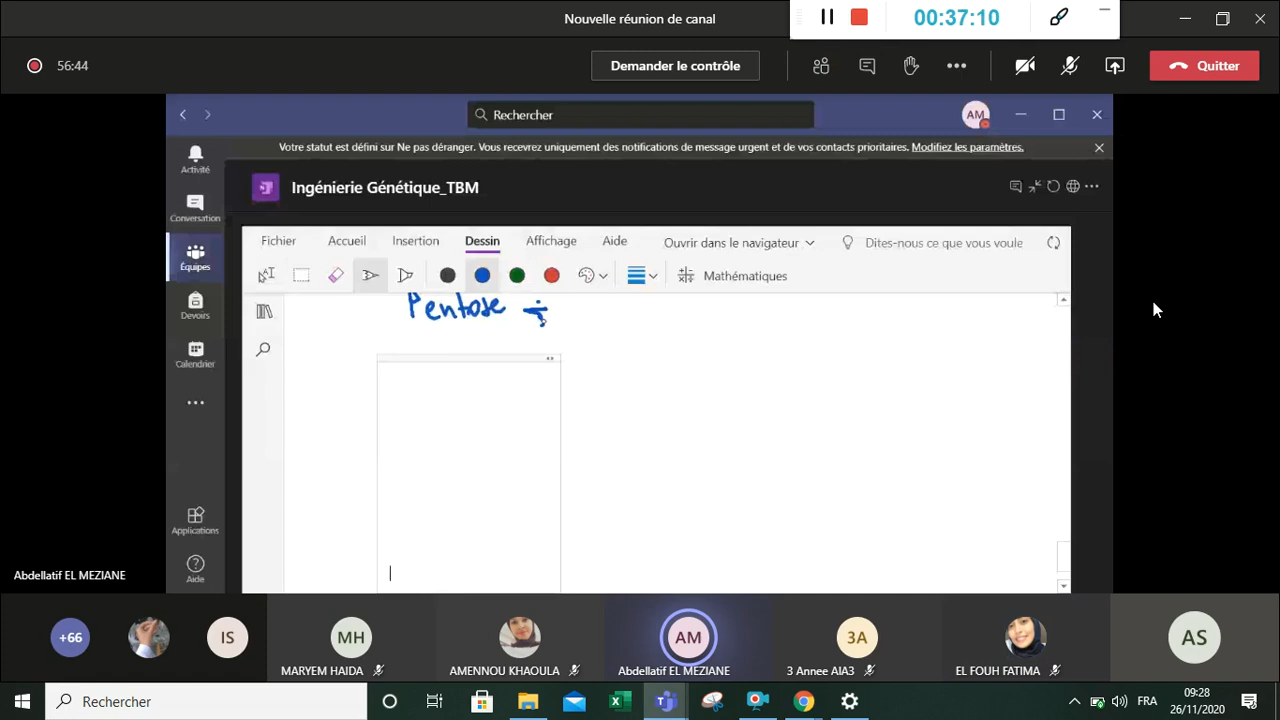 Nouvelle réunion de canal
00:37:10
56:44
Demander le contrôle
Quitter
Rechercher
AM
Votre statut est défini sur Ne pas déranger. Vous recevrez uniquement des notifications de message urgent et de vos contacts prioritaires. Modifiez les paramètres.
Activité
Conversation
Équipes
Devoirs
Calendrier
Applications
Aide
Ingénierie Génétique_TBM
Fichier Accueil Insertion Dessin Affichage Aide Ouvrir dans le navigateur Dites-nous ce que vous voule
Mathématiques
Pentose
Abdellatif EL MEZIANE
+66 IS MH AM 3A AS
MARYEM HAIDA AMENNOU KHAOULA Abdellatif EL MEZIANE 3 Annee AIA3 EL FOUH FATIMA
Rechercher
FRA
09:28
26/11/2020